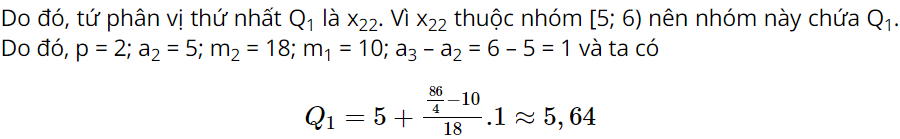 Do đó, tứ phân vị thứ nhất Q₁ là x₂₂. Vì x₂₂ thuộc nhóm [5; 6) nên nhóm này chứa Q₁.
Do đó, p = 2; a₂ = 5; m₂ = 18; m₁ = 10; a₃ – a₂ = 6 – 5 = 1 và ta có
Q₁ = 5 + \frac{\frac{86}{4}-10}{18}.1 ≈ 5,64